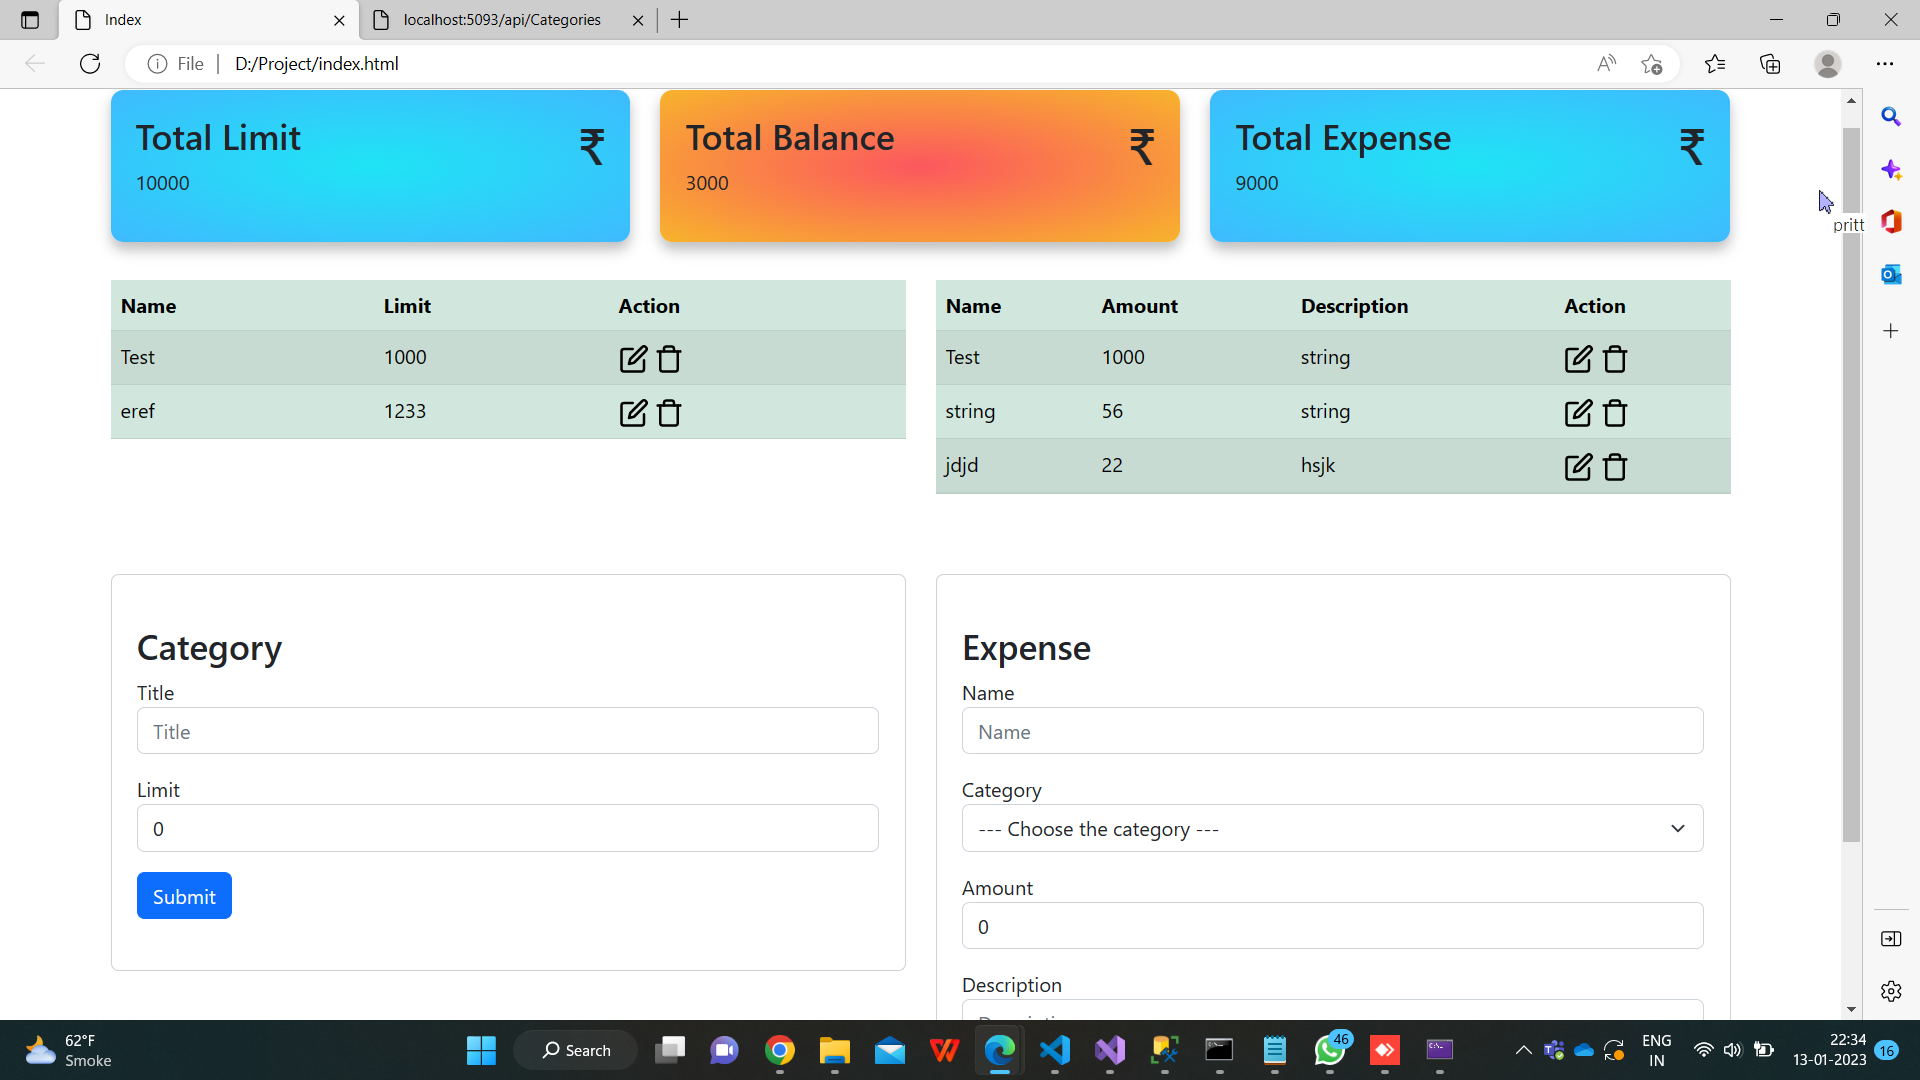 Index
localhost:5093/api/Categories
File
D:/Project/index.html
Total Limit
₹
10000
Total Balance
₹
3000
Total Expense
₹
9000
pritt
Name Limit Action
Test 1000
eref 1233
Name Amount Description Action
Test 1000 string
string 56 string
jdjd 22 hsjk
Category
Title
Title
Limit
0
Submit
Expense
Name
Name
Category
--- Choose the category ---
Amount
0
Description
62°F
Smoke
Search
46
ENG
IN
22:34
13-01-2023
16